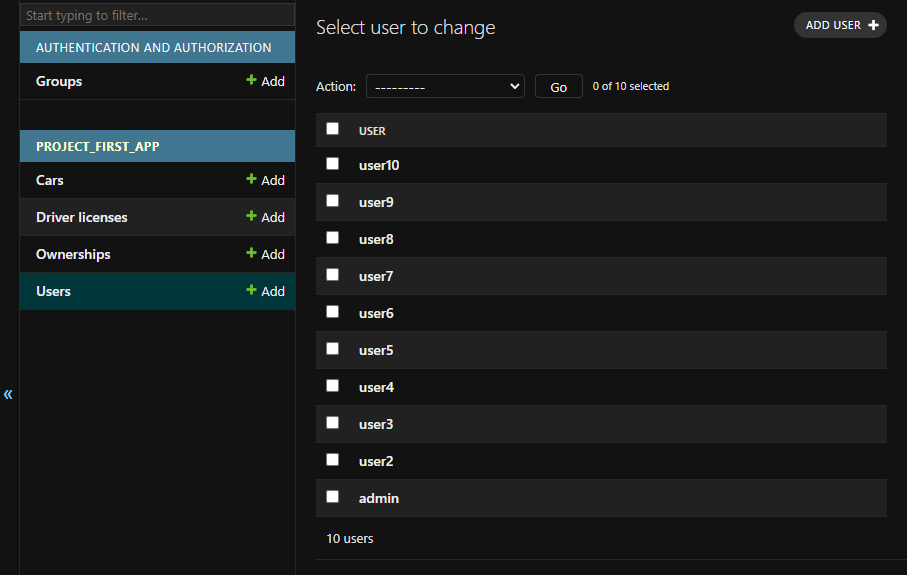 Start typing to filter...
AUTHENTICATION AND AUTHORIZATION
Groups + Add
PROJECT_FIRST_APP
Cars + Add
Driver licenses + Add
Ownerships + Add
Users + Add
«
Select user to change
ADD USER +
Action: --------- Go 0 of 10 selected
USER
user10
user9
user8
user7
user6
user5
user4
user3
user2
admin
10 users